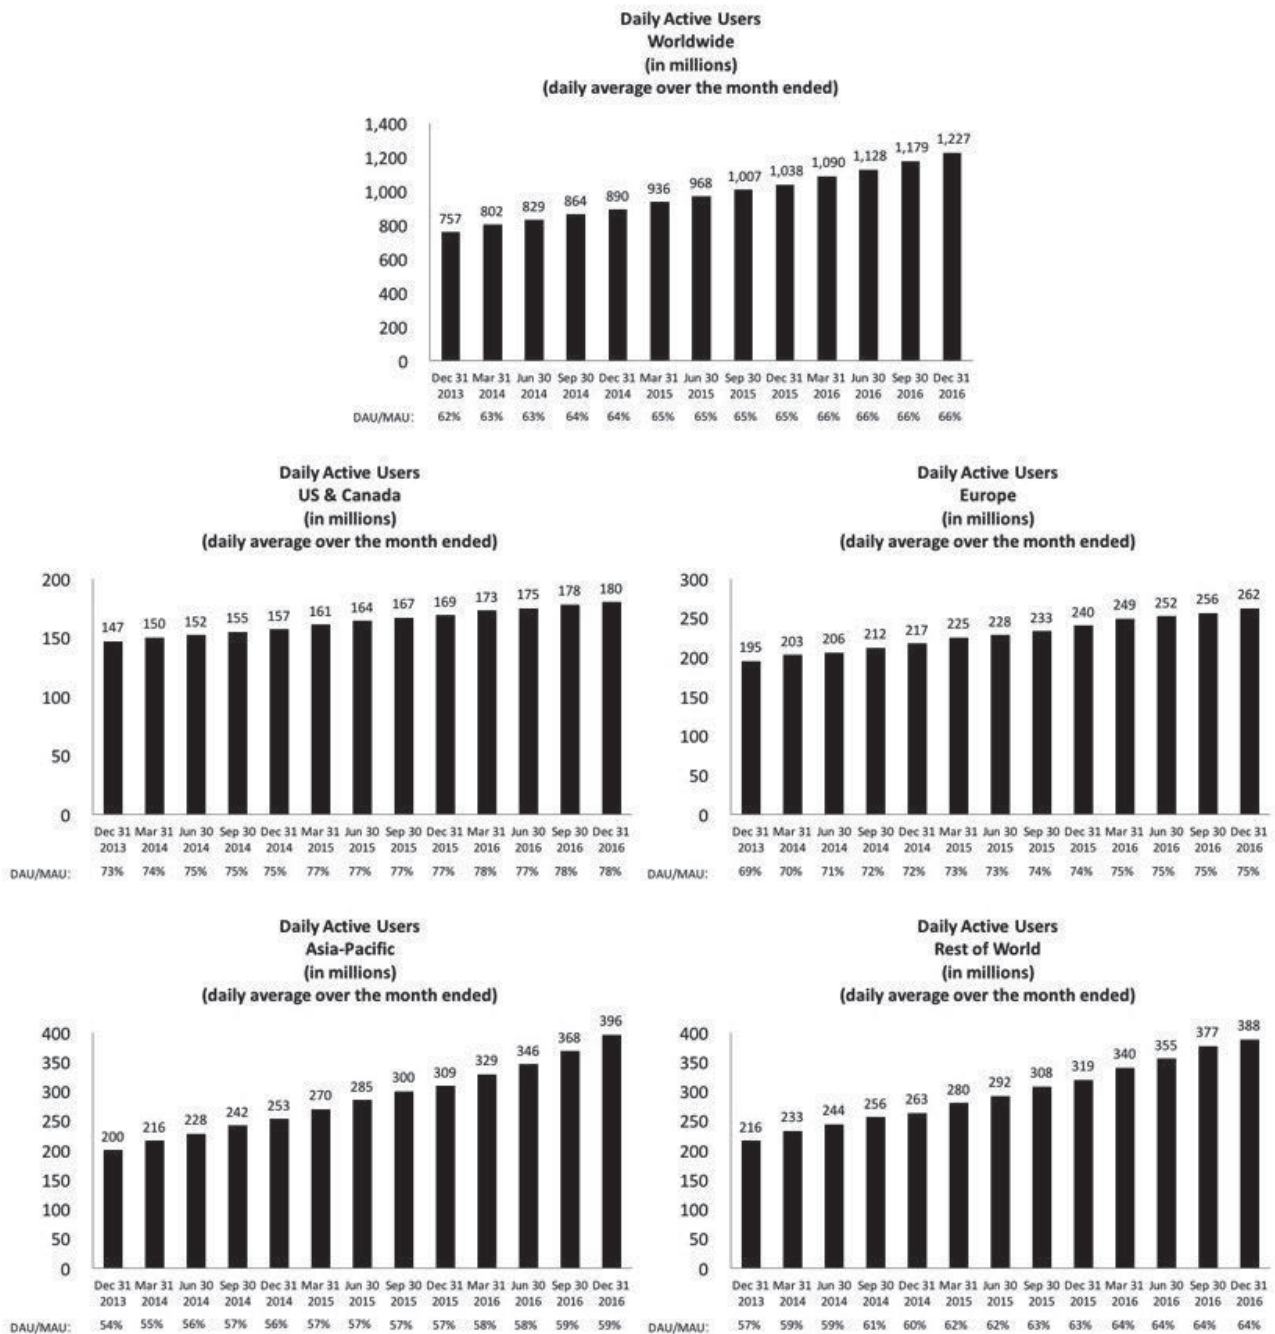 Daily Active Users
Worldwide
(in millions)
(daily average over the month ended)
1,400
1,200
1,000
800
600
400
200
0
757 802 829 864 890 936 968 1,007 1,038 1,090 1,128 1,179 1,227
Dec 31 Mar 31 Jun 30 Sep 30 Dec 31 Mar 31 Jun 30 Sep 30 Dec 31 Mar 31 Jun 30 Sep 30 Dec 31
2013 2014 2014 2014 2014 2015 2015 2015 2015 2016 2016 2016 2016
DAU/MAU: 62% 63% 63% 64% 64% 65% 65% 65% 65% 66% 66% 66% 66%
Daily Active Users
US & Canada
(in millions)
(daily average over the month ended)
200
150
100
50
0
147 150 152 155 157 161 164 167 169 173 175 178 180
Dec 31 Mar 31 Jun 30 Sep 30 Dec 31 Mar 31 Jun 30 Sep 30 Dec 31 Mar 31 Jun 30 Sep 30 Dec 31
2013 2014 2014 2014 2014 2015 2015 2015 2015 2016 2016 2016 2016
DAU/MAU: 73% 74% 75% 75% 75% 77% 77% 77% 77% 78% 77% 78% 78%
Daily Active Users
Europe
(in millions)
(daily average over the month ended)
300
250
200
150
100
50
0
195 203 206 212 217 225 228 233 240 249 252 256 262
Dec 31 Mar 31 Jun 30 Sep 30 Dec 31 Mar 31 Jun 30 Sep 30 Dec 31 Mar 31 Jun 30 Sep 30 Dec 31
2013 2014 2014 2014 2014 2015 2015 2015 2015 2016 2016 2016 2016
DAU/MAU: 69% 70% 71% 72% 72% 73% 73% 74% 74% 75% 75% 75% 75%
Daily Active Users
Asia-Pacific
(in millions)
(daily average over the month ended)
400
350
300
250
200
150
100
50
0
200 216 228 242 253 270 285 300 309 329 346 368 396
Dec 31 Mar 31 Jun 30 Sep 30 Dec 31 Mar 31 Jun 30 Sep 30 Dec 31 Mar 31 Jun 30 Sep 30 Dec 31
2013 2014 2014 2014 2014 2015 2015 2015 2015 2016 2016 2016 2016
DAU/MAU: 54% 55% 56% 57% 56% 57% 57% 57% 57% 58% 58% 59% 59%
Daily Active Users
Rest of World
(in millions)
(daily average over the month ended)
400
350
300
250
200
150
100
50
0
216 233 244 256 263 280 292 308 319 340 355 377 388
Dec 31 Mar 31 Jun 30 Sep 30 Dec 31 Mar 31 Jun 30 Sep 30 Dec 31 Mar 31 Jun 30 Sep 30 Dec 31
2013 2014 2014 2014 2014 2015 2015 2015 2015 2016 2016 2016 2016
DAU/MAU: 57% 59% 59% 61% 60% 62% 62% 63% 63% 64% 64% 64% 64%